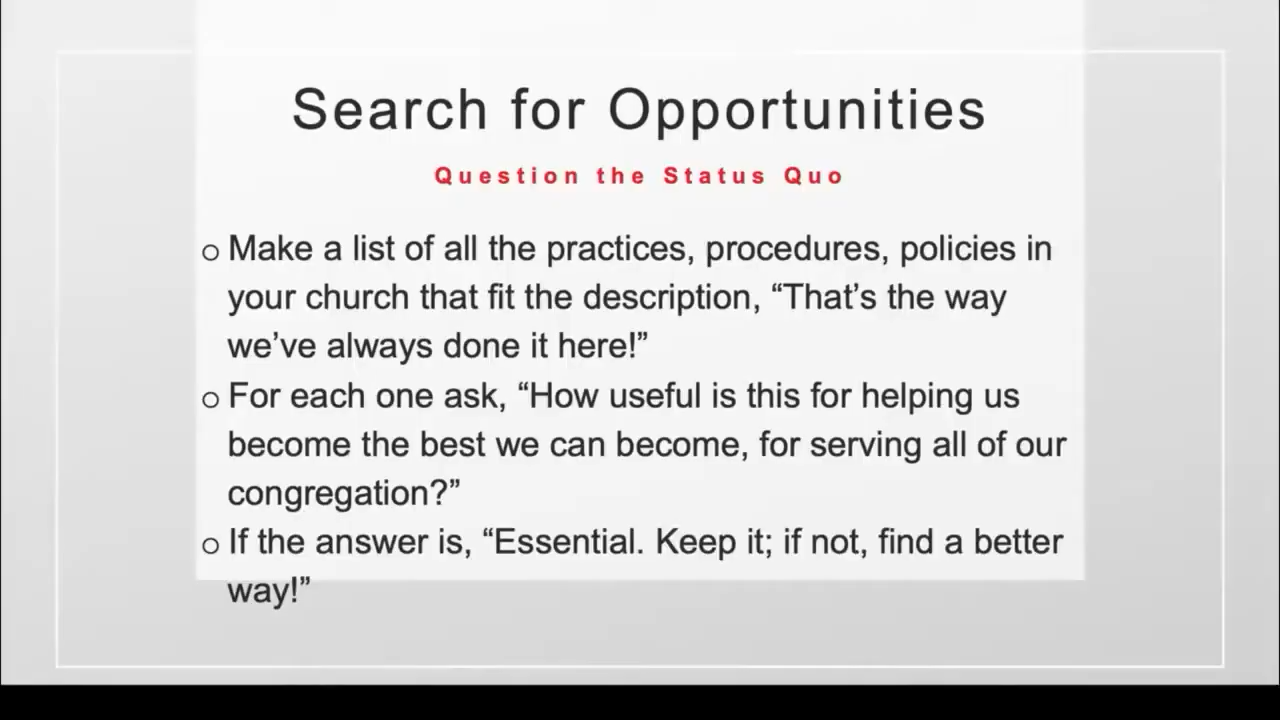 Search for Opportunities
Question the Status Quo
o Make a list of all the practices, procedures, policies in
your church that fit the description, “That’s the way
we’ve always done it here!”
o For each one ask, “How useful is this for helping us
become the best we can become, for serving all of our
congregation?”
o If the answer is, “Essential. Keep it; if not, find a better
way!”